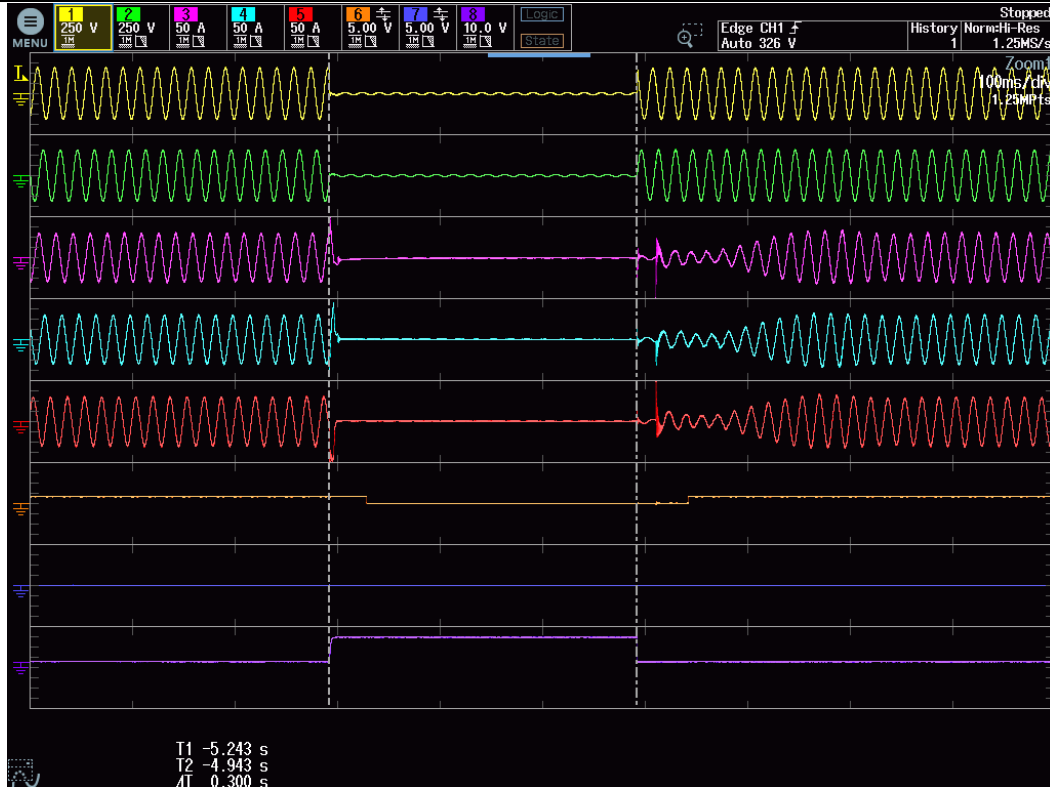 MENU
1 2 3 4 5 6 7 8 Logic
250 V 250 V 50 A 50 A 50 A 5.00 V 5.00 V 10.0 V
1M 1M 1M 1M 1M 1M 1M 1M State
Stopped
Edge CH1 History Norm:Hi-Res
Auto 326 V 1 1.25MS/s
Zoom1
100ms/div
1.25MPts
T
T1 -5.243 s
T2 -4.943 s
ΔT 0.300 s